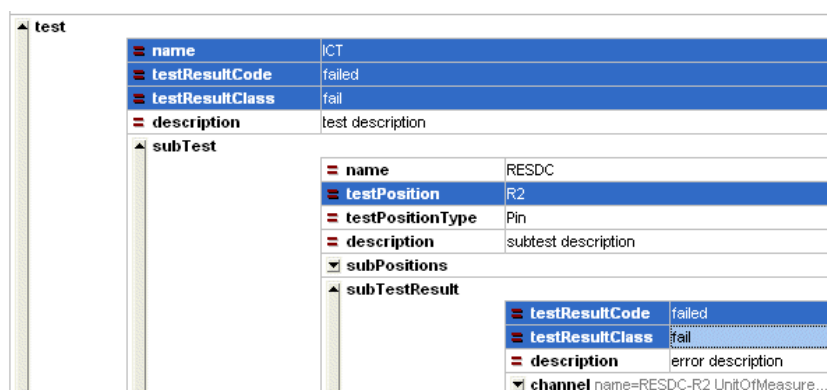 test
name ICT
testResultCode failed
testResultClass fail
description test description
subTest
name RESDC
testPosition R2
testPositionType Pin
description subtest description
subPositions
subTestResult
testResultCode failed
testResultClass fail
description error description
channel name=RESDC-R2 UnitOfMeasure...